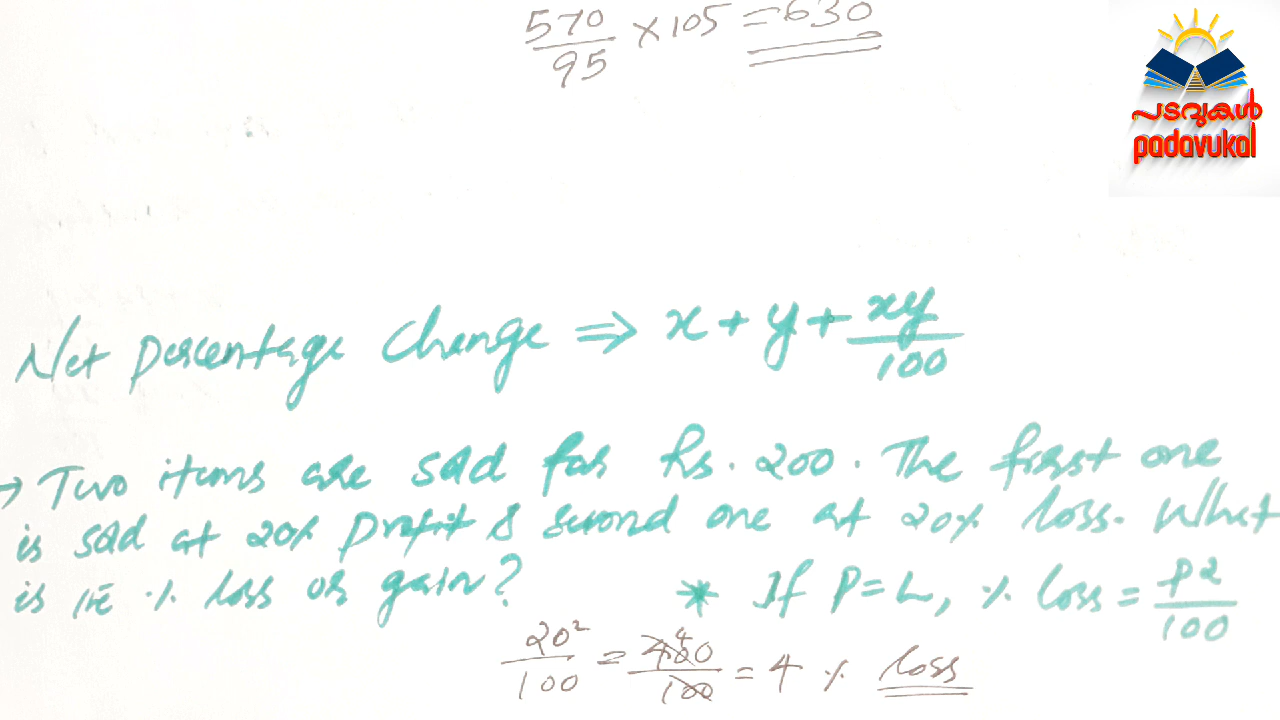 570/95 × 105 = 630
പടവുകൾ
padavukal
Net percentage change ⇒ x + y + xy/100
→ Two items are sold for Rs. 200. The first one
is sold at 20% profit & second one at 20% loss. What
is the % loss or gain?
* If P = L, % loss = P²/100
20²/100 = 400/100 = 4 % loss